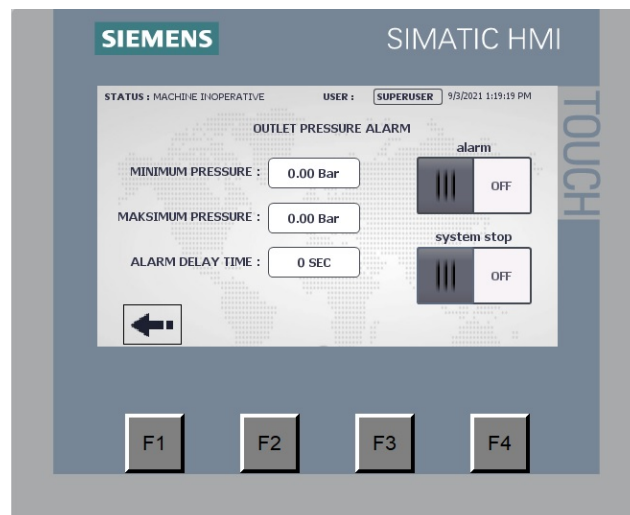 SIEMENS
SIMATIC HMI
TOUCH
STATUS : MACHINE INOPERATIVE USER : SUPERUSER 9/3/2021 1:19:19 PM
OUTLET PRESSURE ALARM
alarm
MINIMUM PRESSURE : 0.00 Bar
OFF
MAKSIMUM PRESSURE : 0.00 Bar
system stop
ALARM DELAY TIME : 0 SEC
OFF
F1 F2 F3 F4